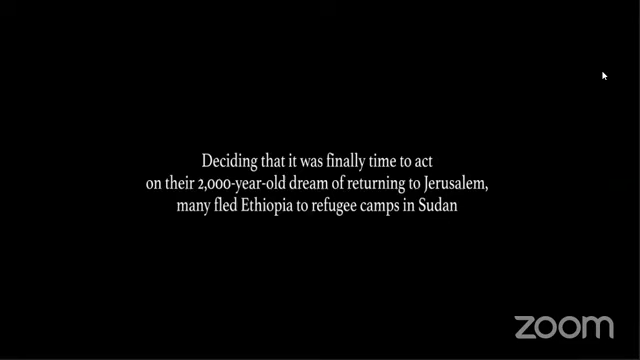 Deciding that it was finally time to act
on their 2,000-year-old dream of returning to Jerusalem,
many fled Ethiopia to refugee camps in Sudan
zoom